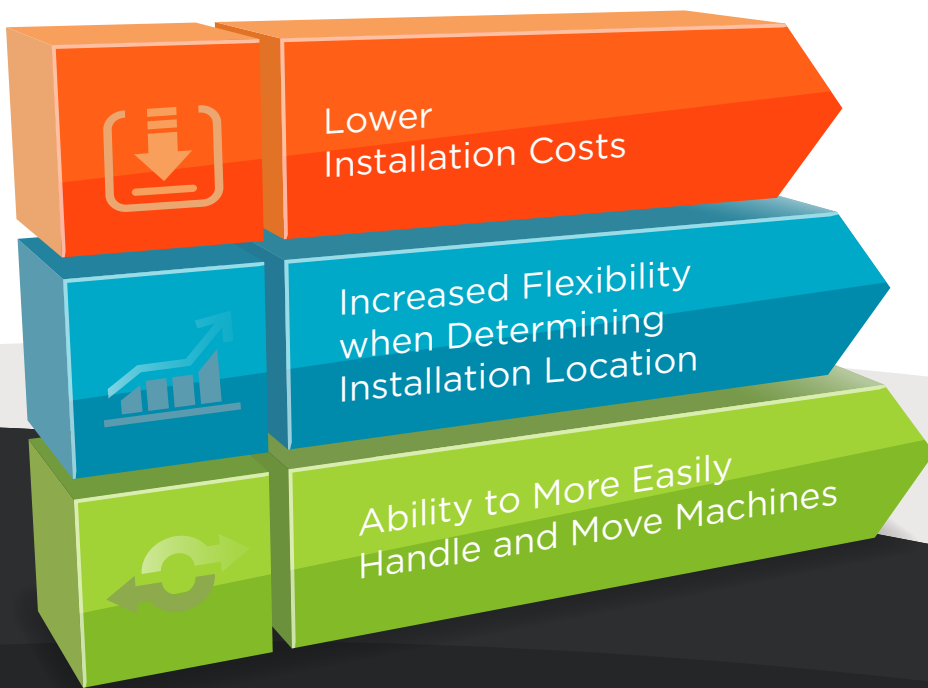 Lower
Installation Costs
Increased Flexibility
when Determining
Installation Location
Ability to More Easily
Handle and Move Machines